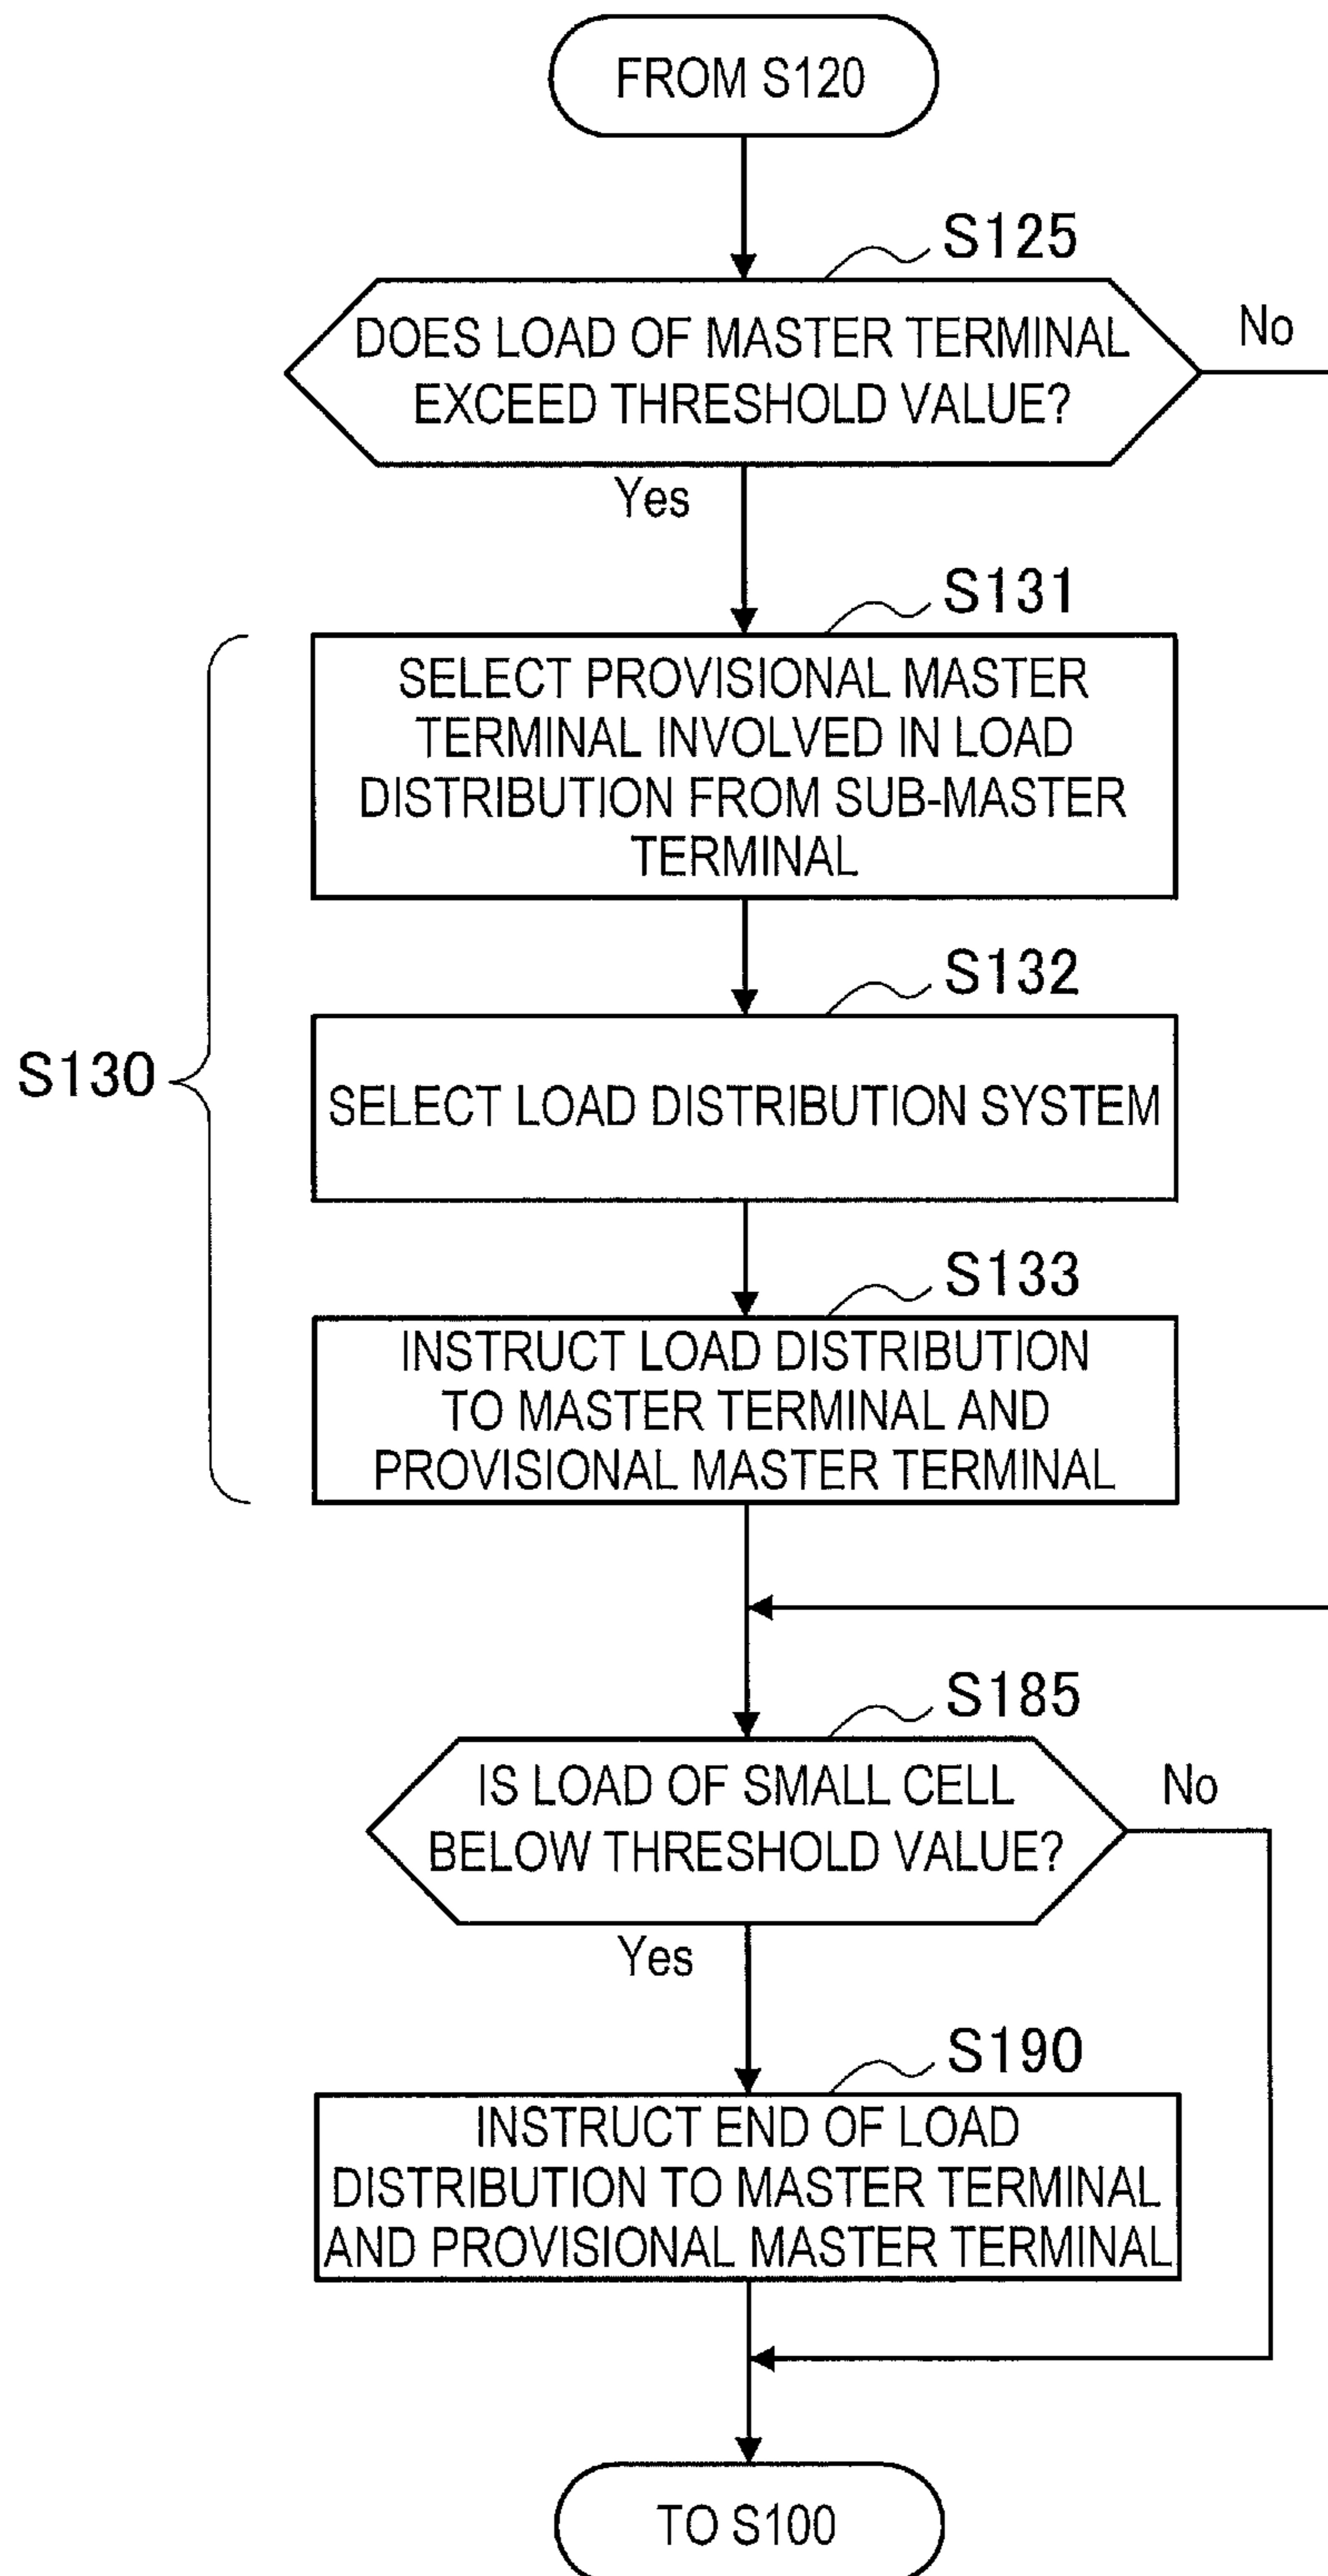 FROM S120
S125
DOES LOAD OF MASTER TERMINAL
EXCEED THRESHOLD VALUE?
No
Yes
S131
SELECT PROVISIONAL MASTER
TERMINAL INVOLVED IN LOAD
DISTRIBUTION FROM SUB-MASTER
TERMINAL
S132
S130
SELECT LOAD DISTRIBUTION SYSTEM
S133
INSTRUCT LOAD DISTRIBUTION
TO MASTER TERMINAL AND
PROVISIONAL MASTER TERMINAL
S185
IS LOAD OF SMALL CELL
BELOW THRESHOLD VALUE?
No
Yes
S190
INSTRUCT END OF LOAD
DISTRIBUTION TO MASTER TERMINAL
AND PROVISIONAL MASTER TERMINAL
TO S100